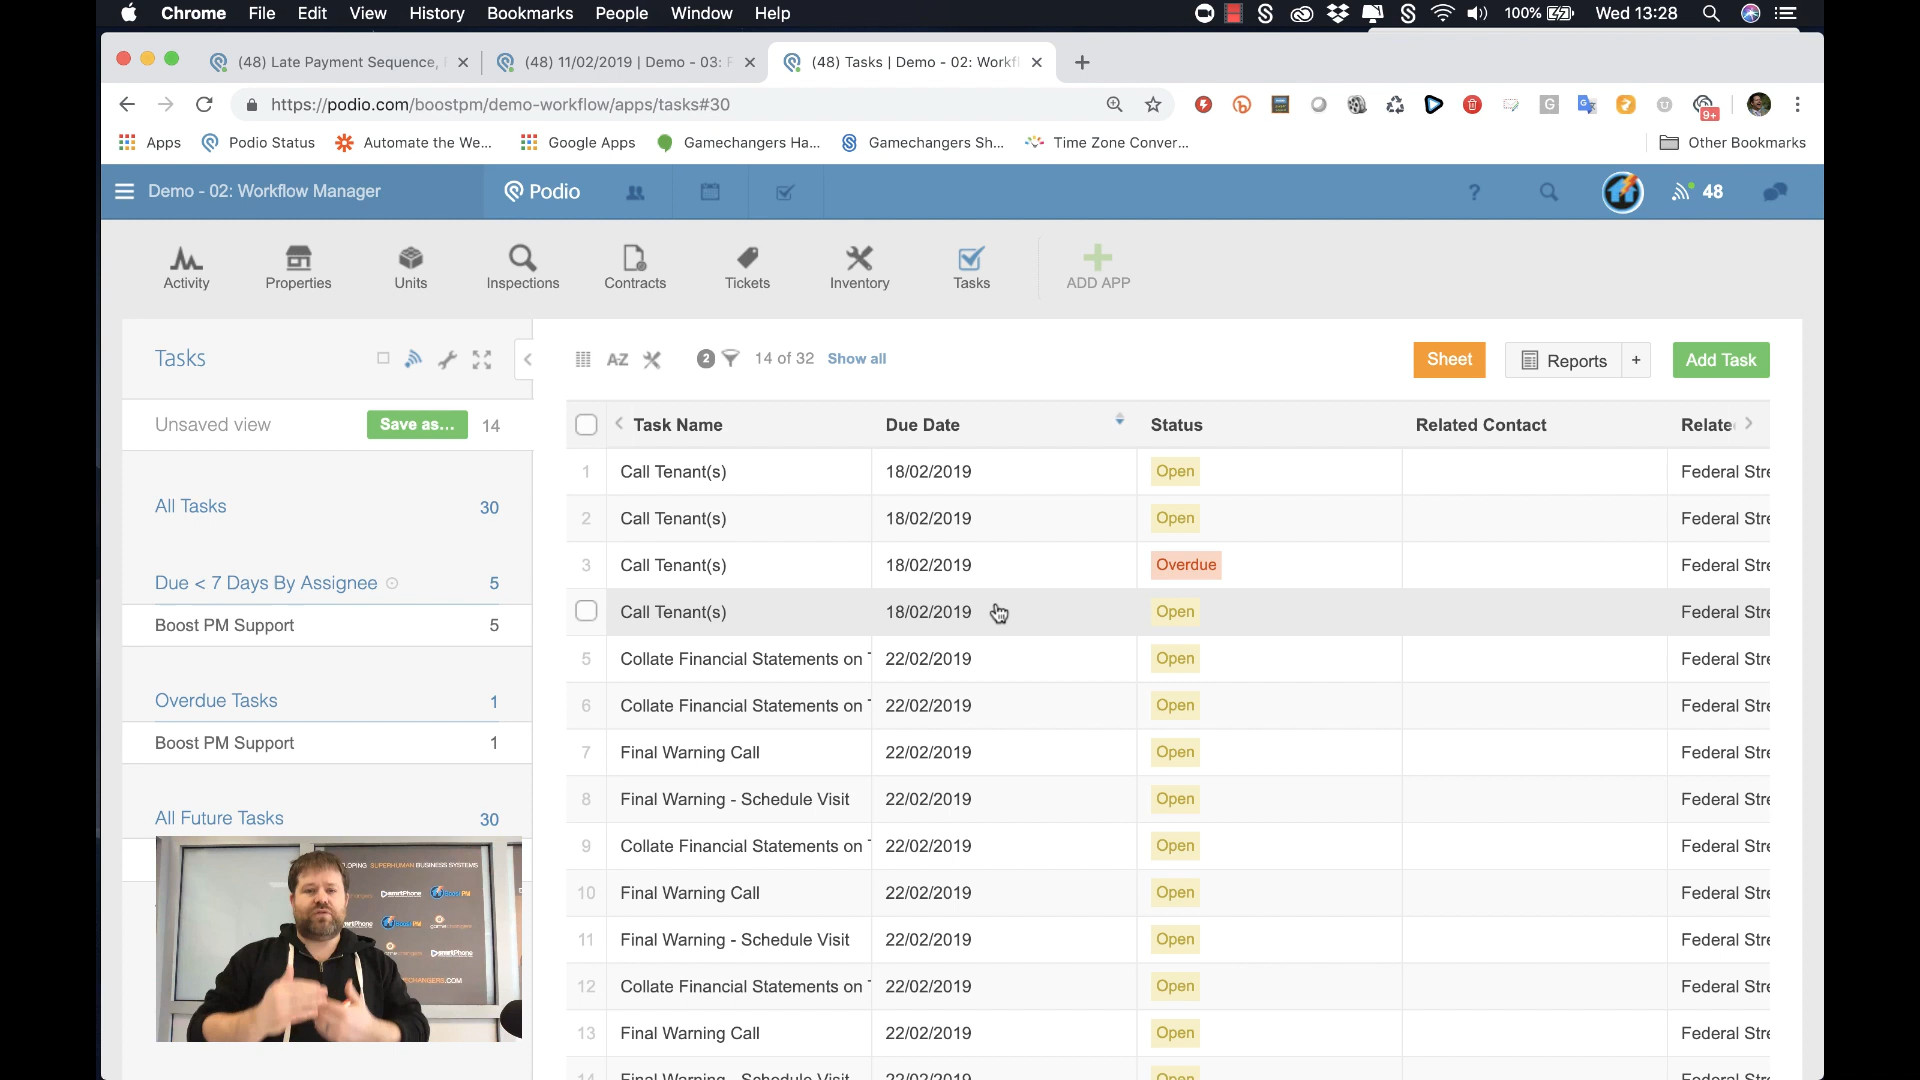 Chrome File Edit View History Bookmarks People Window Help 100% Wed 13:28
(48) Late Payment Sequence, (48) 11/02/2019 | Demo - 03: (48) Tasks | Demo - 02: Workfl
https://podio.com/boostpm/demo-workflow/apps/tasks#30 9+
Apps Podio Status Automate the We... Google Apps Gamechangers Ha... Gamechangers Sh... Time Zone Conver... Other Bookmarks
Demo - 02: Workflow Manager Podio ? 48
Activity Properties Units Inspections Contracts Tickets Inventory Tasks ADD APP
Tasks A-Z 2 14 of 32 Show all Sheet Reports + Add Task
Unsaved view Save as... 14
Task Name Due Date Status Related Contact Relate
1 Call Tenant(s) 18/02/2019 Open Federal Stre
All Tasks 30
2 Call Tenant(s) 18/02/2019 Open Federal Stre
3 Call Tenant(s) 18/02/2019 Overdue Federal Stre
Due < 7 Days By Assignee 5
Call Tenant(s) 18/02/2019 Open Federal Stre
Boost PM Support 5
5 Collate Financial Statements on 22/02/2019 Open Federal Stre
Overdue Tasks 1
6 Collate Financial Statements on 22/02/2019 Open Federal Stre
Boost PM Support 1
7 Final Warning Call 22/02/2019 Open Federal Stre
8 Final Warning - Schedule Visit 22/02/2019 Open Federal Stre
All Future Tasks 30
9 Collate Financial Statements on 22/02/2019 Open Federal Stre
LOPING SUPERHUMAN BUSINESS SYSTEMS
10 Final Warning Call 22/02/2019 Open Federal Stre
11 Final Warning - Schedule Visit 22/02/2019 Open Federal Stre
12 Collate Financial Statements on 22/02/2019 Open Federal Stre
13 Final Warning Call 22/02/2019 Open Federal Stre
14 Final Warning - Schedule Visit 22/02/2019 Open Federal Stre